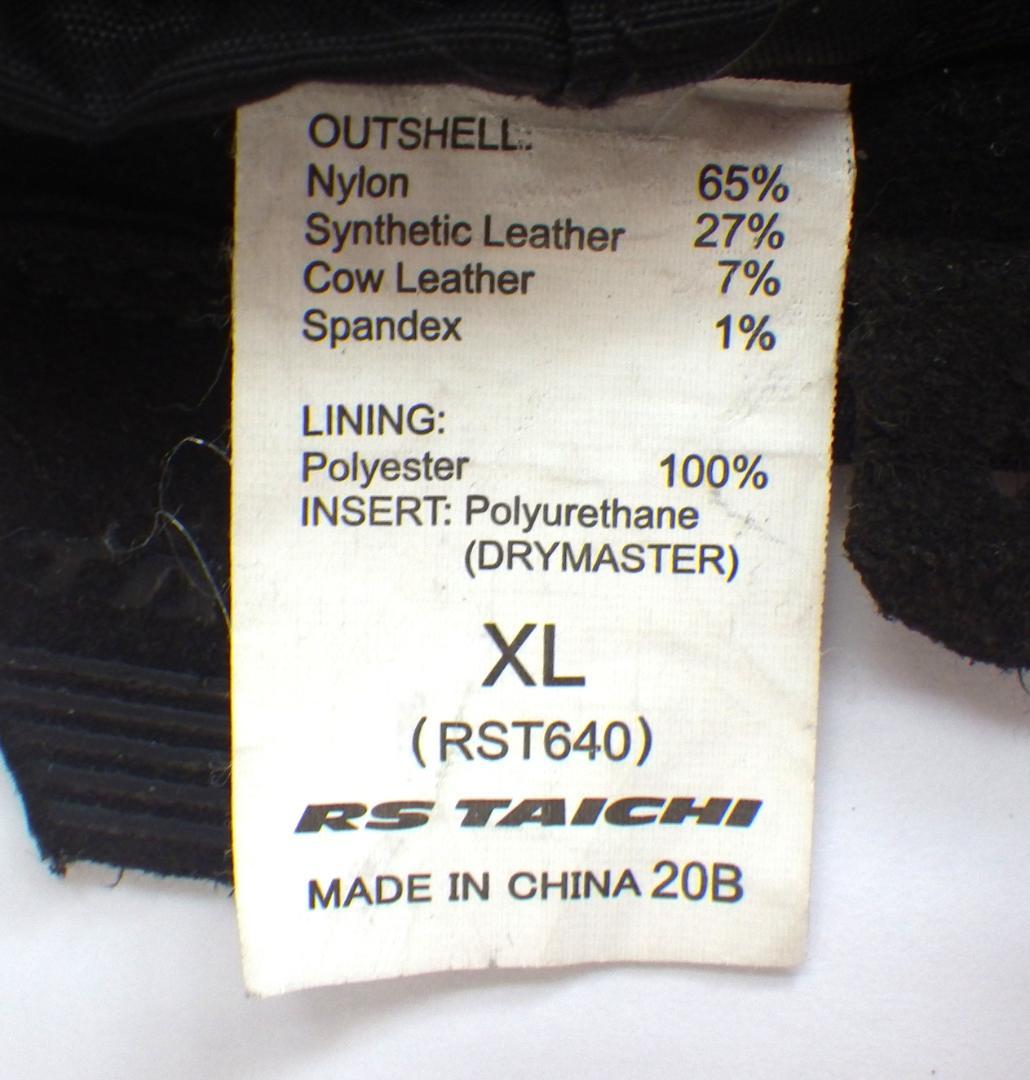 OUTSHELL:
Nylon 65%
Synthetic Leather 27%
Cow Leather 7%
Spandex 1%
LINING:
Polyester 100%
INSERT: Polyurethane
(DRYMASTER)
XL
(RST640)
RS TAICHI
MADE IN CHINA 20B